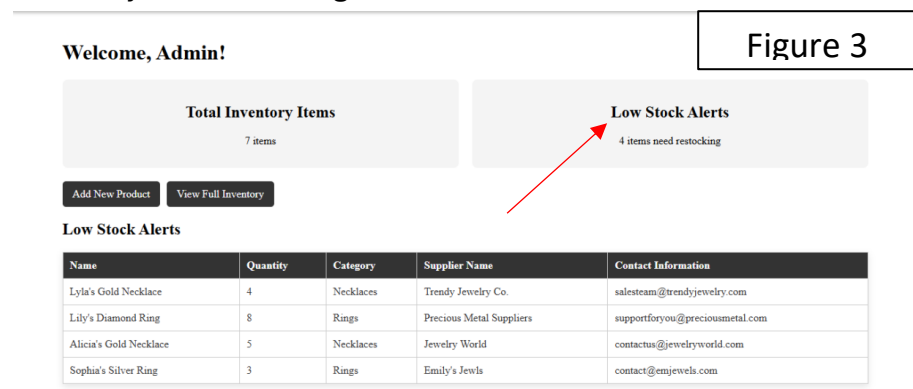 Figure 3
Welcome, Admin!
Total Inventory Items
7 items
Low Stock Alerts
4 items need restocking
Add New Product
View Full Inventory
Low Stock Alerts
Name Quantity Category Supplier Name Contact Information
Lyla's Gold Necklace 4 Necklaces Trendy Jewelry Co. salesteam@trendyjewelry.com
Lily's Diamond Ring 8 Rings Precious Metal Suppliers supportforyou@preciousmetal.com
Alicia's Gold Necklace 5 Necklaces Jewelry World contactus@jewelryworld.com
Sophia's Silver Ring 3 Rings Emily's Jewls contact@emjewels.com